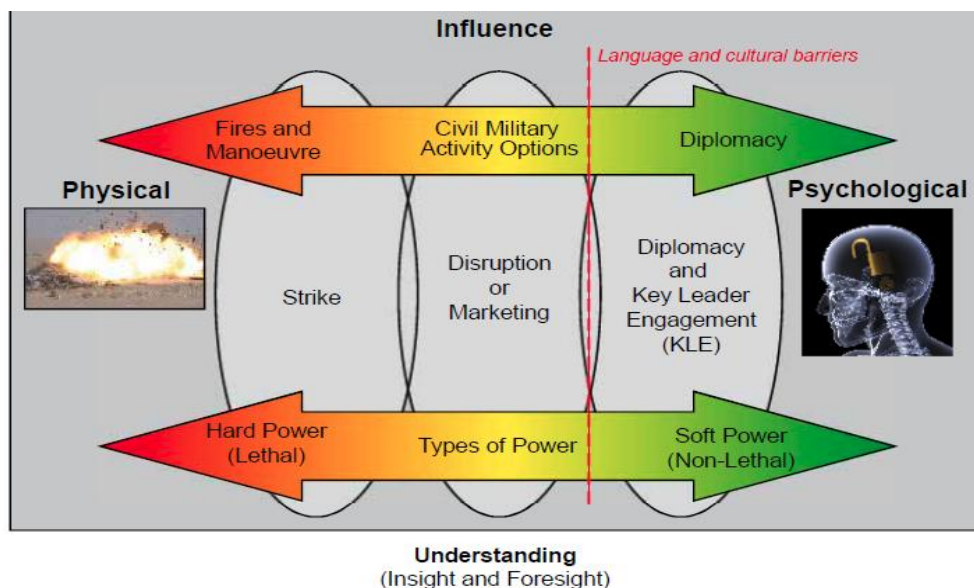 Influence
Language and cultural barriers
Fires and
Manoeuvre
Civil Military
Activity Options
Diplomacy
Physical
Psychological
Strike
Disruption
or
Marketing
Diplomacy
and
Key Leader
Engagement
(KLE)
Hard Power
(Lethal)
Types of Power
Soft Power
(Non-Lethal)
Understanding
(Insight and Foresight)